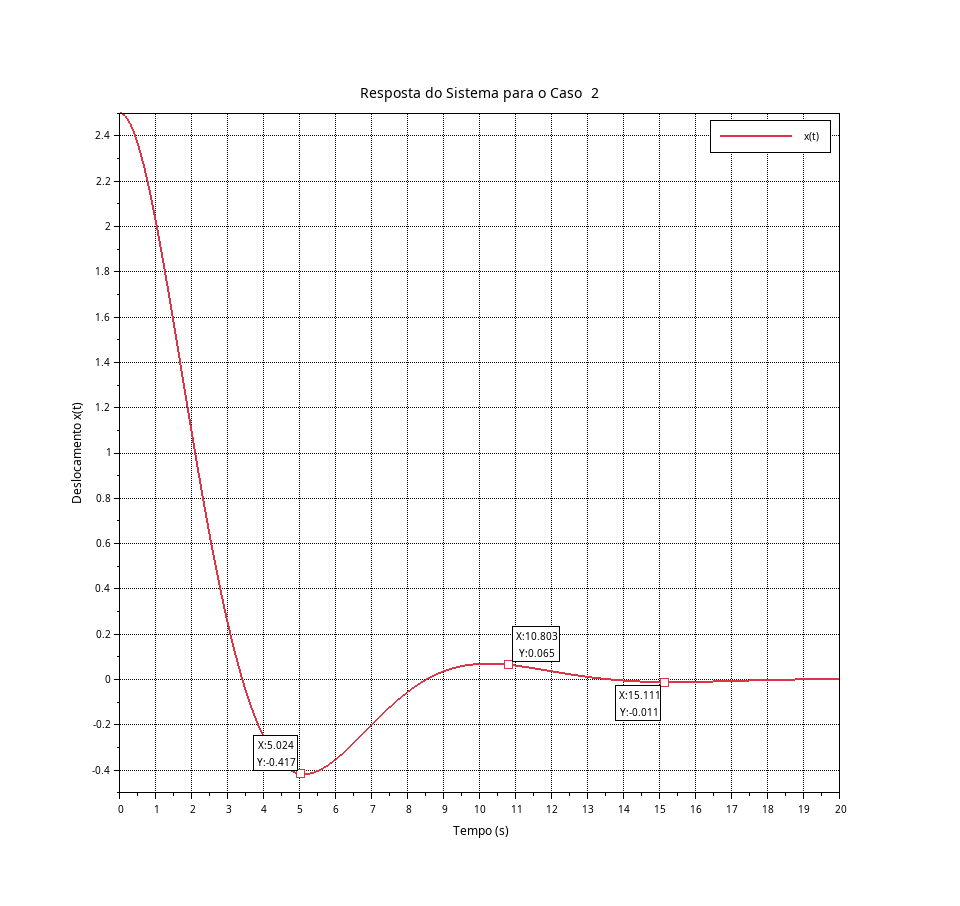 Resposta do Sistema para o Caso  2
x(t)
2.4
2.2
2
1.8
1.6
1.4
1.2
1
0.8
0.6
0.4
0.2
0
-0.2
-0.4
Deslocamento x(t)
X:10.803
Y:0.065
X:15.111
Y:-0.011
X:5.024
Y:-0.417
0 1 2 3 4 5 6 7 8 9 10 11 12 13 14 15 16 17 18 19 20
Tempo (s)